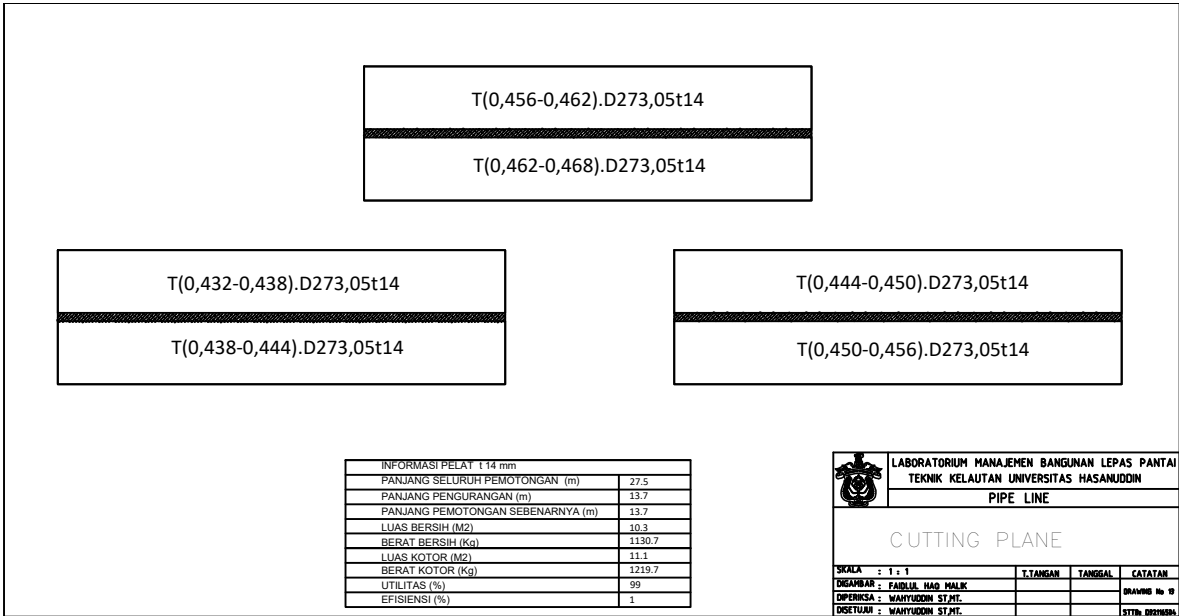 T(0,456-0,462).D273,05t14
T(0,462-0,468).D273,05t14
T(0,432-0,438).D273,05t14
T(0,438-0,444).D273,05t14
T(0,444-0,450).D273,05t14
T(0,450-0,456).D273,05t14
INFORMASI PELAT t 14 mm
PANJANG SELURUH PEMOTONGAN (m) 27.5
PANJANG PENGURANGAN (m) 13.7
PANJANG PEMOTONGAN SEBENARNYA (m) 13.7
LUAS BERSIH (M2) 10.3
BERAT BERSIH (Kg) 1130.7
LUAS KOTOR (M2) 11.1
BERAT KOTOR (Kg) 1219.7
UTILITAS (%) 99
EFISIENSI (%) 1
LABORATORIUM MANAJEMEN BANGUNAN LEPAS PANTAI
TEKNIK KELAUTAN UNIVERSITAS HASANUDDIN
PIPE LINE
CUTTING PLANE
SKALA : 1 : 1 T.TANGAN TANGGAL CATATAN
DIGAMBAR : FAIDLUL HAQ MALIK
DRAWING No 19
DIPERIKSA : WAHYUDDIN ST,MT.
DISETUJUI : WAHYUDDIN ST,MT.